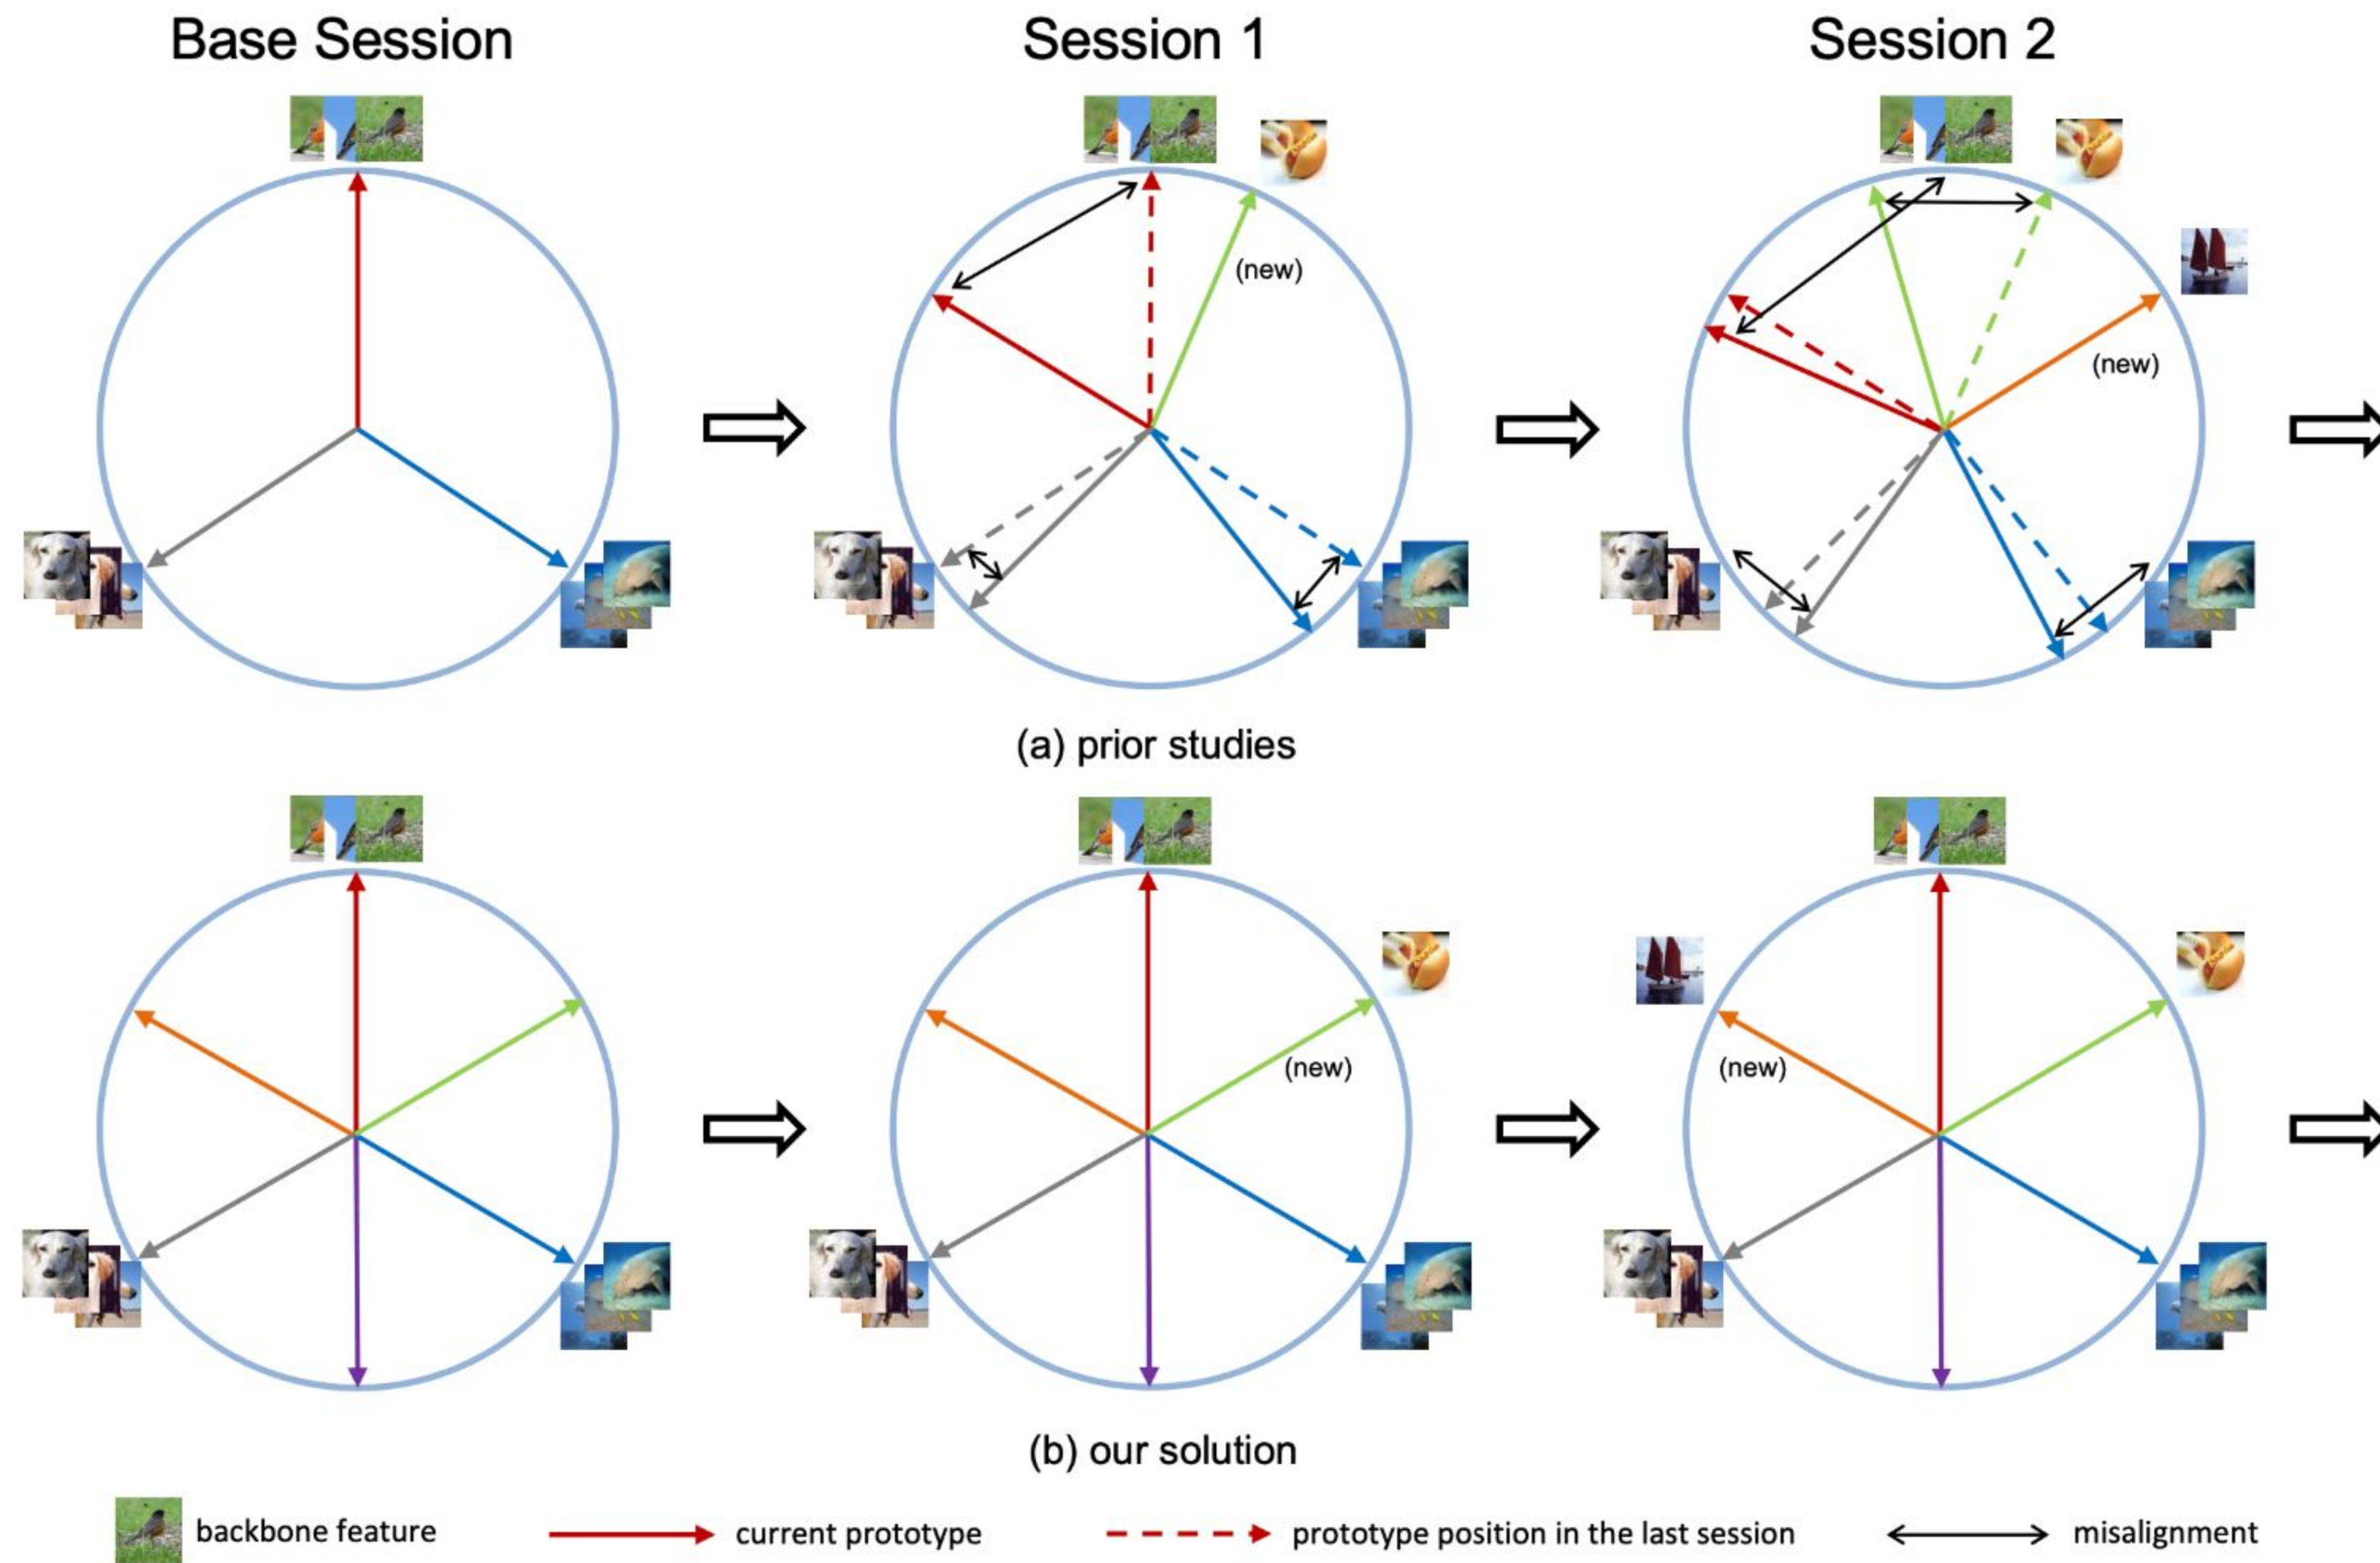 Base Session
Session 1
Session 2
(new)
(new)
(a) prior studies
(new)
(new)
(b) our solution
backbone feature
current prototype
prototype position in the last session
misalignment